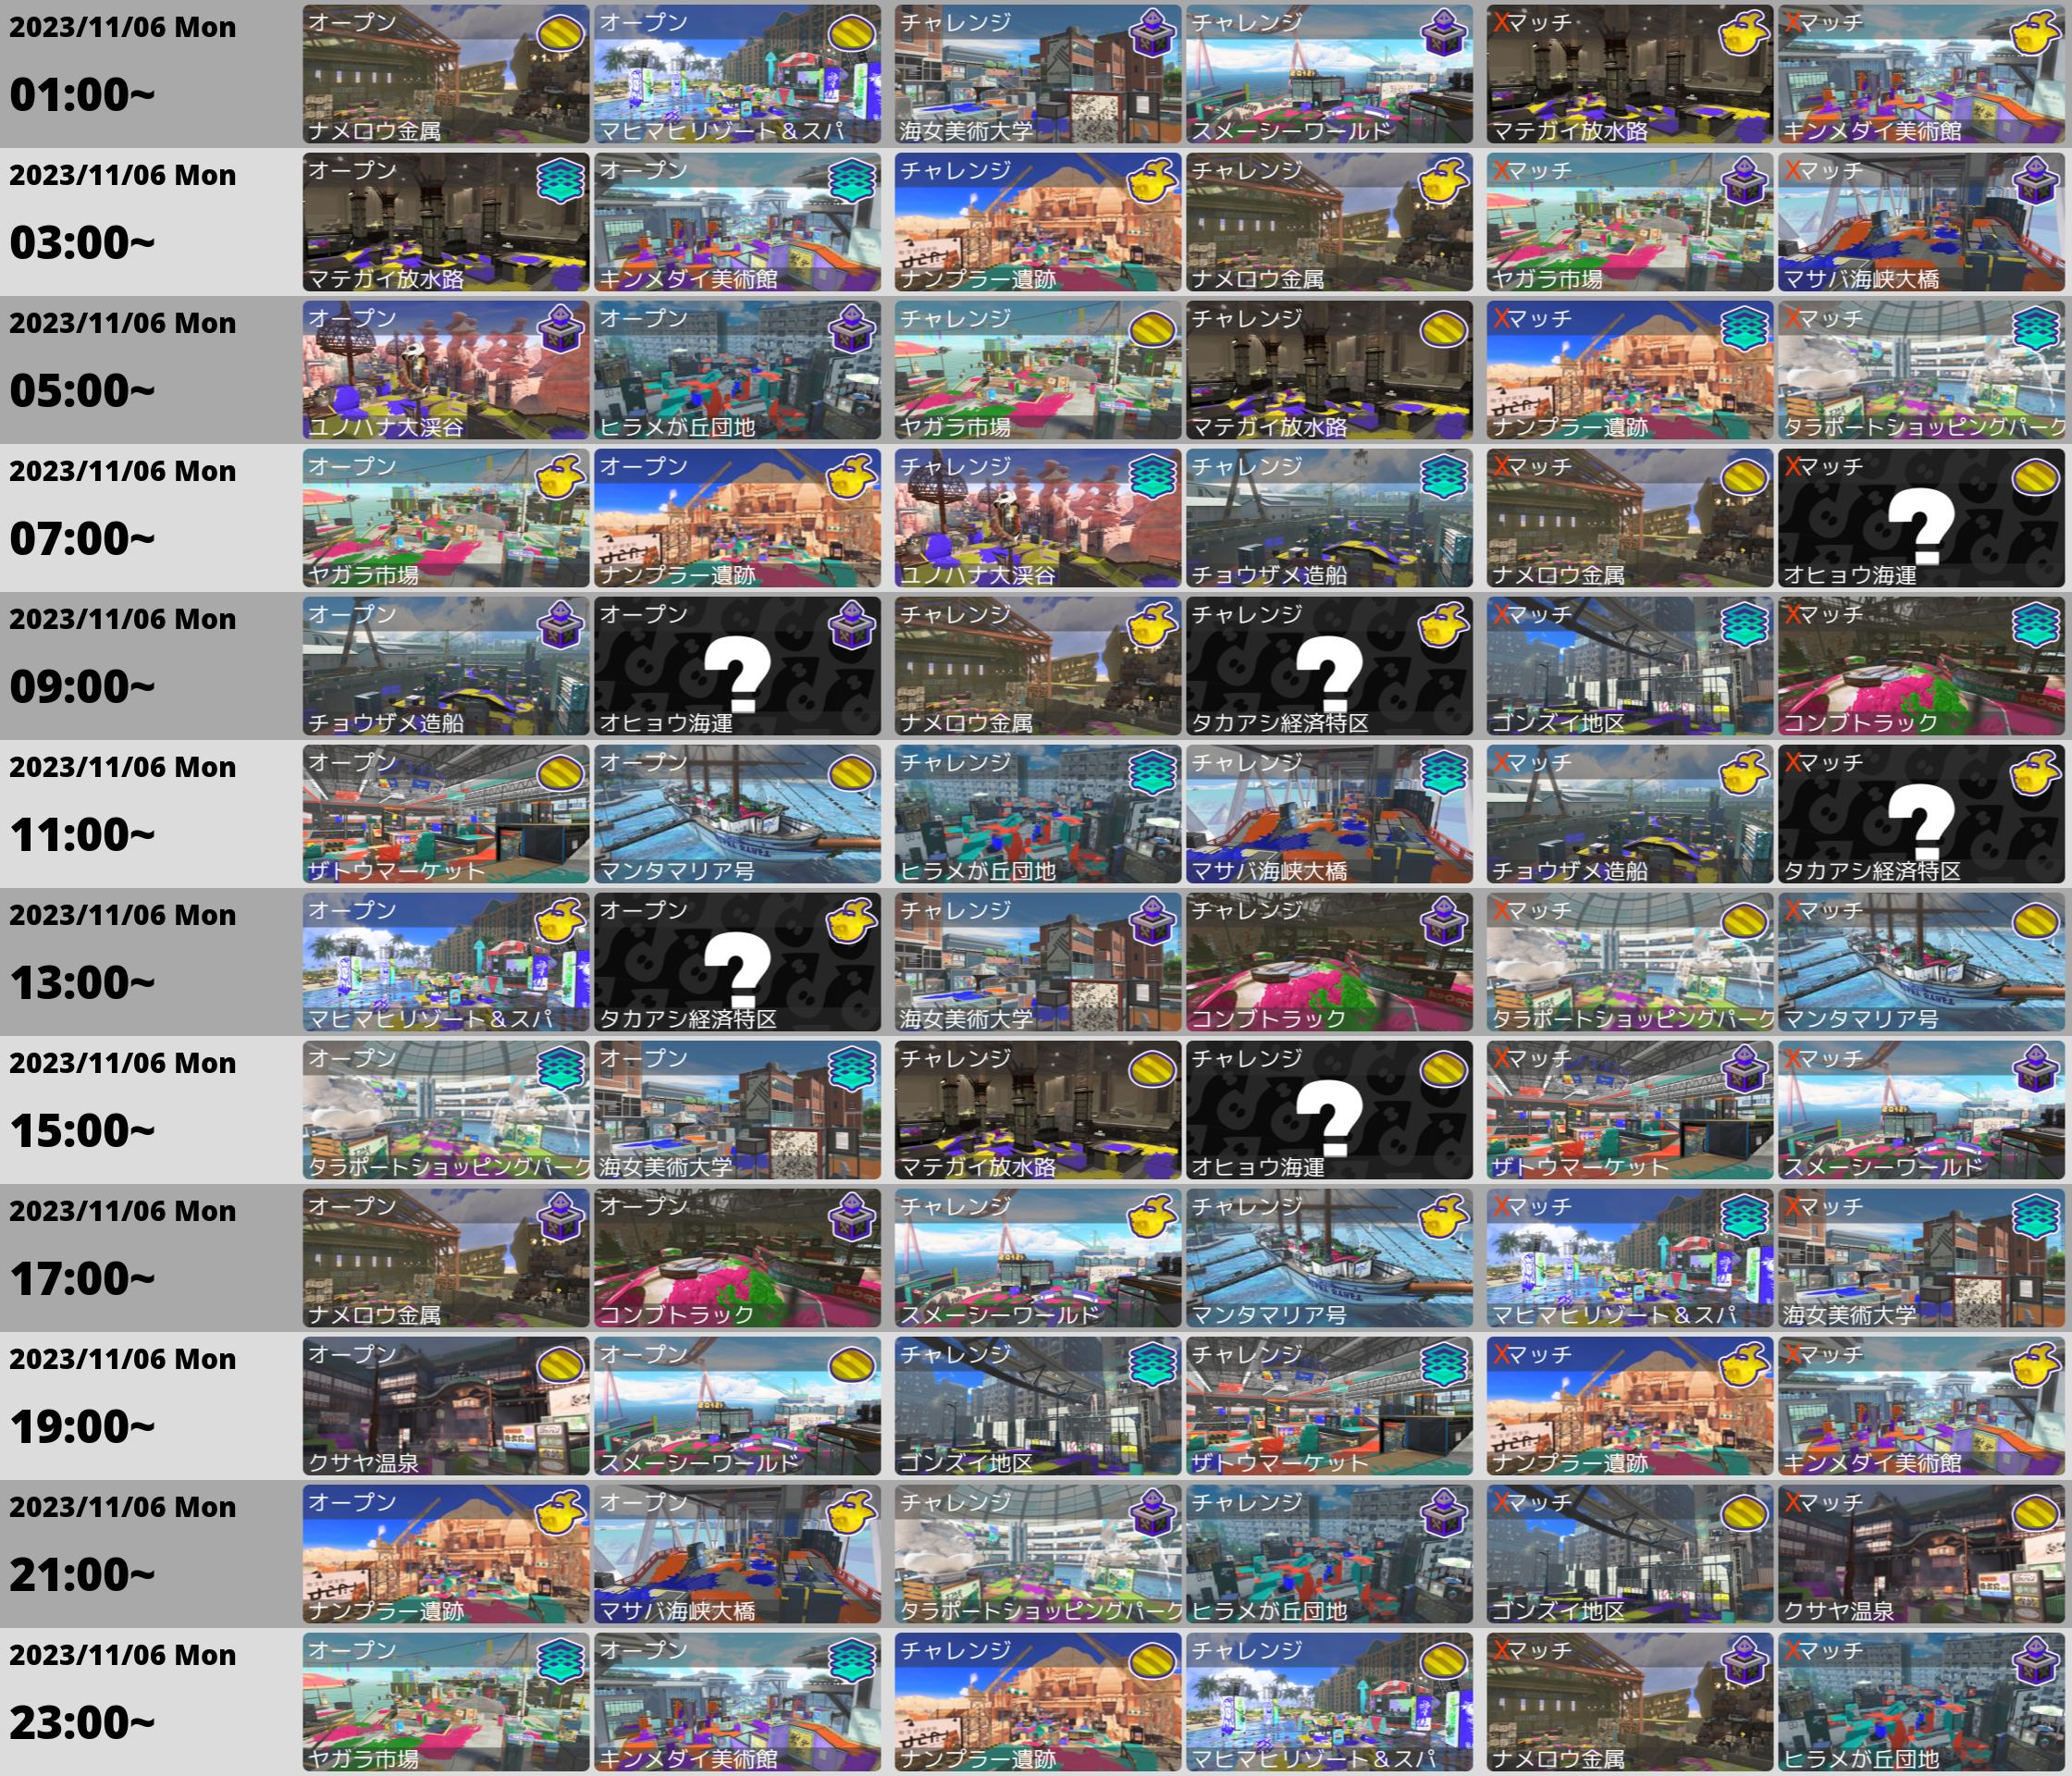 2023/11/06 Mon
01:00~
オープン
ナメロウ金属
オープン
マヒマヒリゾート＆スパ
チャレンジ
海女美術大学
チャレンジ
スメーシーワールド
Xマッチ
マテガイ放水路
Xマッチ
キンメダイ美術館
2023/11/06 Mon
03:00~
オープン
マテガイ放水路
オープン
キンメダイ美術館
チャレンジ
ナンプラー遺跡
チャレンジ
ナメロウ金属
Xマッチ
ヤガラ市場
Xマッチ
マサバ海峡大橋
2023/11/06 Mon
05:00~
オープン
ユノハナ大渓谷
オープン
ヒラメが丘団地
チャレンジ
ヤガラ市場
チャレンジ
マテガイ放水路
Xマッチ
ナンプラー遺跡
Xマッチ
タラポートショッピングパーク
2023/11/06 Mon
07:00~
オープン
ヤガラ市場
オープン
ナンプラー遺跡
チャレンジ
ユノハナ大渓谷
チャレンジ
チョウザメ造船
Xマッチ
ナメロウ金属
Xマッチ
?
オヒョウ海運
2023/11/06 Mon
09:00~
オープン
チョウザメ造船
オープン
?
オヒョウ海運
チャレンジ
ナメロウ金属
チャレンジ
?
タカアシ経済特区
Xマッチ
ゴンズイ地区
Xマッチ
コンブトラック
2023/11/06 Mon
11:00~
オープン
ザトウマーケット
オープン
マンタマリア号
チャレンジ
ヒラメが丘団地
チャレンジ
マサバ海峡大橋
Xマッチ
チョウザメ造船
Xマッチ
?
タカアシ経済特区
2023/11/06 Mon
13:00~
オープン
マヒマヒリゾート＆スパ
オープン
?
タカアシ経済特区
チャレンジ
海女美術大学
チャレンジ
コンブトラック
Xマッチ
タラポートショッピングパーク
Xマッチ
マンタマリア号
2023/11/06 Mon
15:00~
オープン
タラポートショッピングパーク
オープン
海女美術大学
チャレンジ
マテガイ放水路
チャレンジ
?
オヒョウ海運
Xマッチ
ザトウマーケット
Xマッチ
スメーシーワールド
2023/11/06 Mon
17:00~
オープン
ナメロウ金属
オープン
コンブトラック
チャレンジ
スメーシーワールド
チャレンジ
マンタマリア号
Xマッチ
マヒマヒリゾート＆スパ
Xマッチ
海女美術大学
2023/11/06 Mon
19:00~
オープン
クサヤ温泉
オープン
スメーシーワールド
チャレンジ
ゴンズイ地区
チャレンジ
ザトウマーケット
Xマッチ
ナンプラー遺跡
Xマッチ
キンメダイ美術館
2023/11/06 Mon
21:00~
オープン
ナンプラー遺跡
オープン
マサバ海峡大橋
チャレンジ
タラポートショッピングパーク
チャレンジ
ヒラメが丘団地
Xマッチ
ゴンズイ地区
Xマッチ
クサヤ温泉
2023/11/06 Mon
23:00~
オープン
ヤガラ市場
オープン
キンメダイ美術館
チャレンジ
ナンプラー遺跡
チャレンジ
マヒマヒリゾート＆スパ
Xマッチ
ナメロウ金属
Xマッチ
ヒラメが丘団地